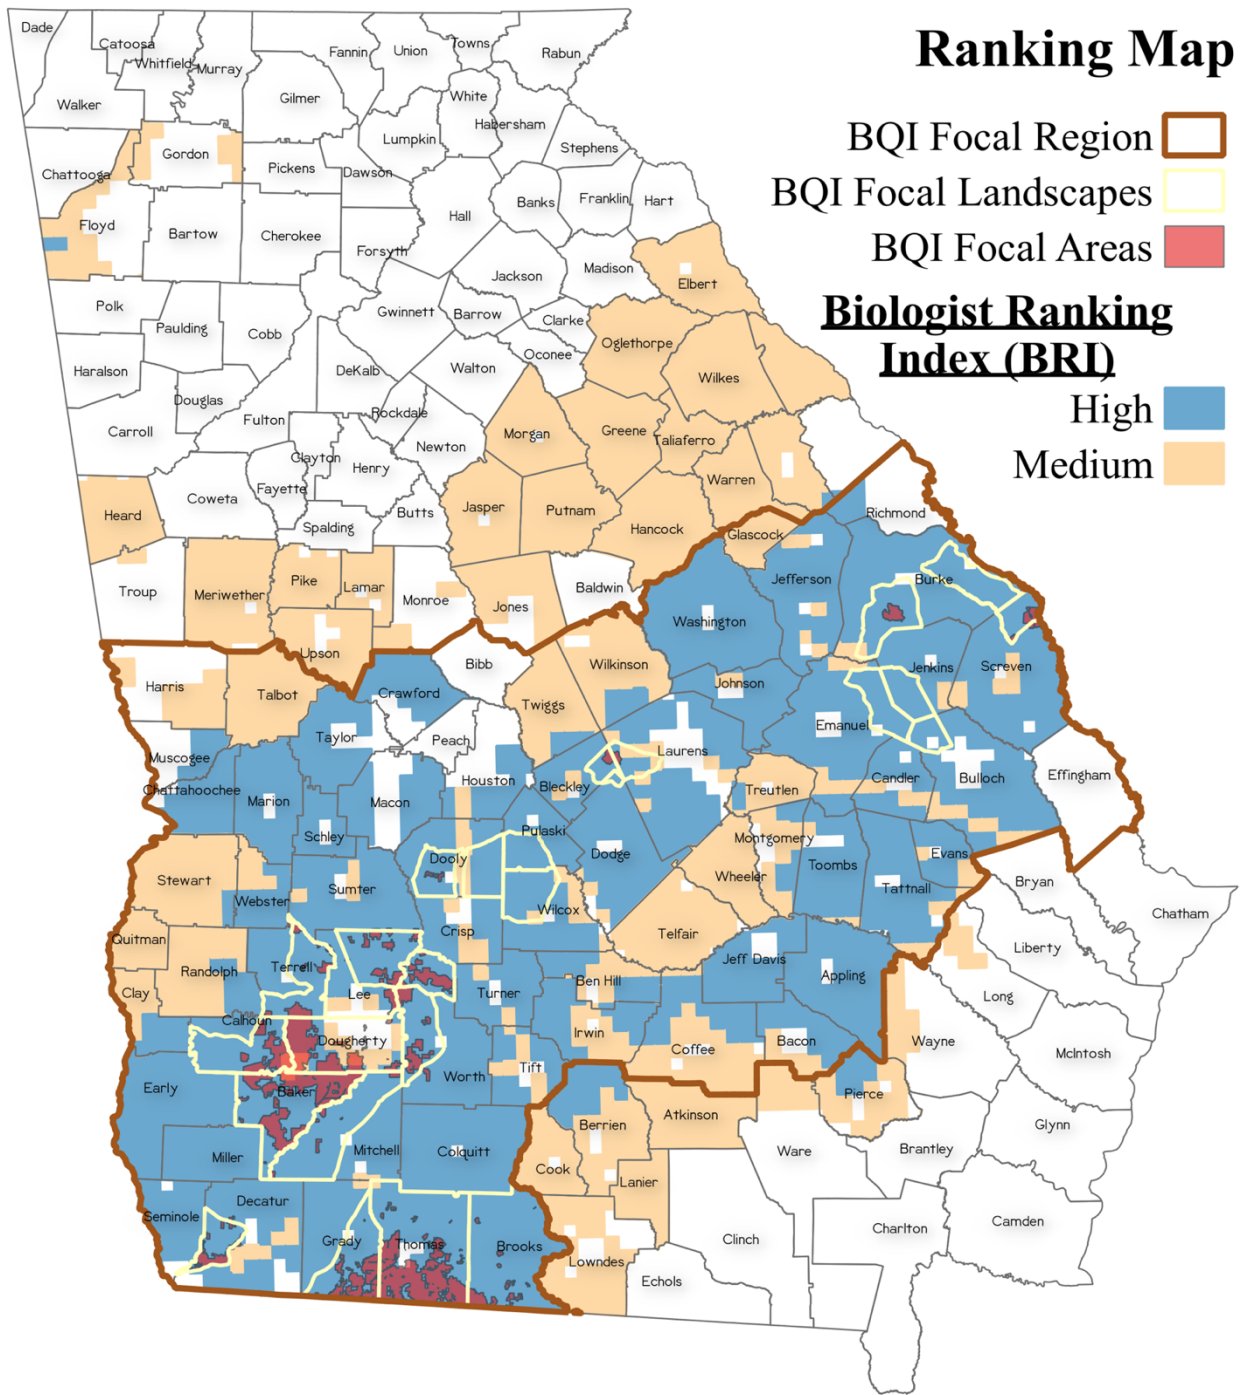 Ranking Map
BQI Focal Region
BQI Focal Landscapes
BQI Focal Areas
Biologist Ranking
Index (BRI)
High
Medium
Dade
Catoosa
Whitfield
Murray
Fannin
Union
Towns
Rabun
Walker
Gilmer
White
Habersham
Lumpkin
Stephens
Chattooga
Gordon
Pickens
Dawson
Banks
Franklin
Hart
Floyd
Bartow
Cherokee
Forsyth
Hall
Jackson
Madison
Elbert
Polk
Paulding
Cobb
Gwinnett
Barrow
Clarke
Oconee
Oglethorpe
Wilkes
Haralson
Douglas
DeKalb
Walton
Carroll
Fulton
Rockdale
Newton
Morgan
Greene
Taliaferro
Clayton
Henry
Warren
Heard
Coweta
Fayette
Spalding
Butts
Jasper
Putnam
Hancock
Glascock
Richmond
Troup
Meriwether
Pike
Lamar
Monroe
Jones
Baldwin
Washington
Jefferson
Burke
Upson
Bibb
Wilkinson
Jenkins
Screven
Harris
Talbot
Crawford
Twiggs
Johnson
Emanuel
Muscogee
Taylor
Peach
Laurens
Chattahoochee
Marion
Macon
Houston
Bleckley
Treutlen
Candler
Bulloch
Effingham
Schley
Pulaski
Montgomery
Dooly
Dodge
Toombs
Evans
Stewart
Webster
Sumter
Wheeler
Tattnall
Bryan
Chatham
Wilcox
Crisp
Telfair
Liberty
Quitman
Randolph
Terrell
Jeff Davis
Appling
Clay
Lee
Turner
Ben Hill
Long
Calhoun
Dougherty
Irwin
Coffee
Bacon
Wayne
McIntosh
Early
Baker
Worth
Tift
Pierce
Atkinson
Berrien
Glynn
Miller
Mitchell
Colquitt
Cook
Ware
Brantley
Lanier
Seminole
Decatur
Grady
Thomas
Brooks
Lowndes
Clinch
Charlton
Camden
Echols